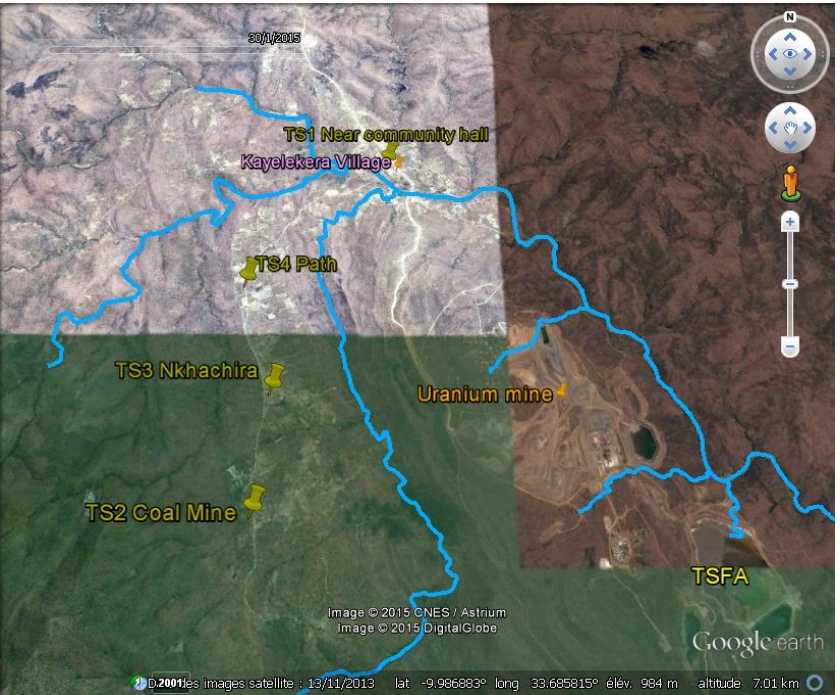 N
30/1/2015
TS1 Near community hall
Kayelekera Village
TS4 Path
TS3 Nkhachira
Uranium mine
TS2 Coal Mine
TSFA
Image © 2015 CNES / Astrium
Image © 2015 DigitalGlobe
Google earth
2001 les images satellite : 13/11/2013 lat -9.986883° long 33.685815° élév. 984 m altitude 7.01 km